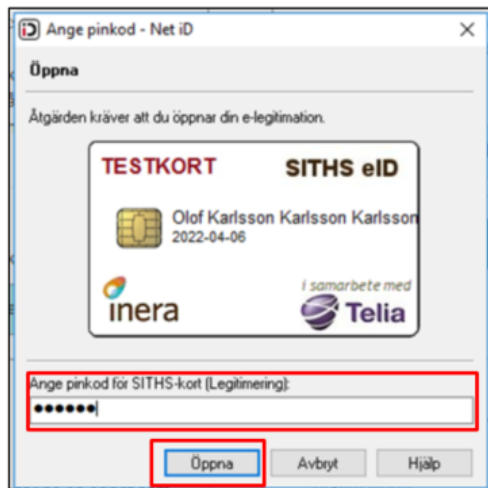 Ange pinkod - Net iD
Öppna
Åtgärden kräver att du öppnar din e-legitimation.
TESTKORT SITHS eID
Olof Karlsson Karlsson Karlsson
2022-04-06
inera
i samarbete med
Telia
Ange pinkod för SITHS-kort (Legitimering):
●●●●●●
Öppna Avbryt Hjälp